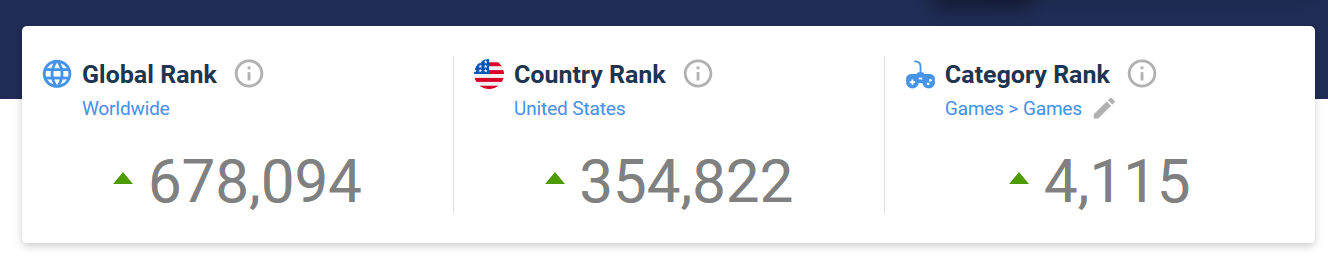 Global Rank
Worldwide
678,094
Country Rank
United States
354,822
Category Rank
Games > Games
4,115